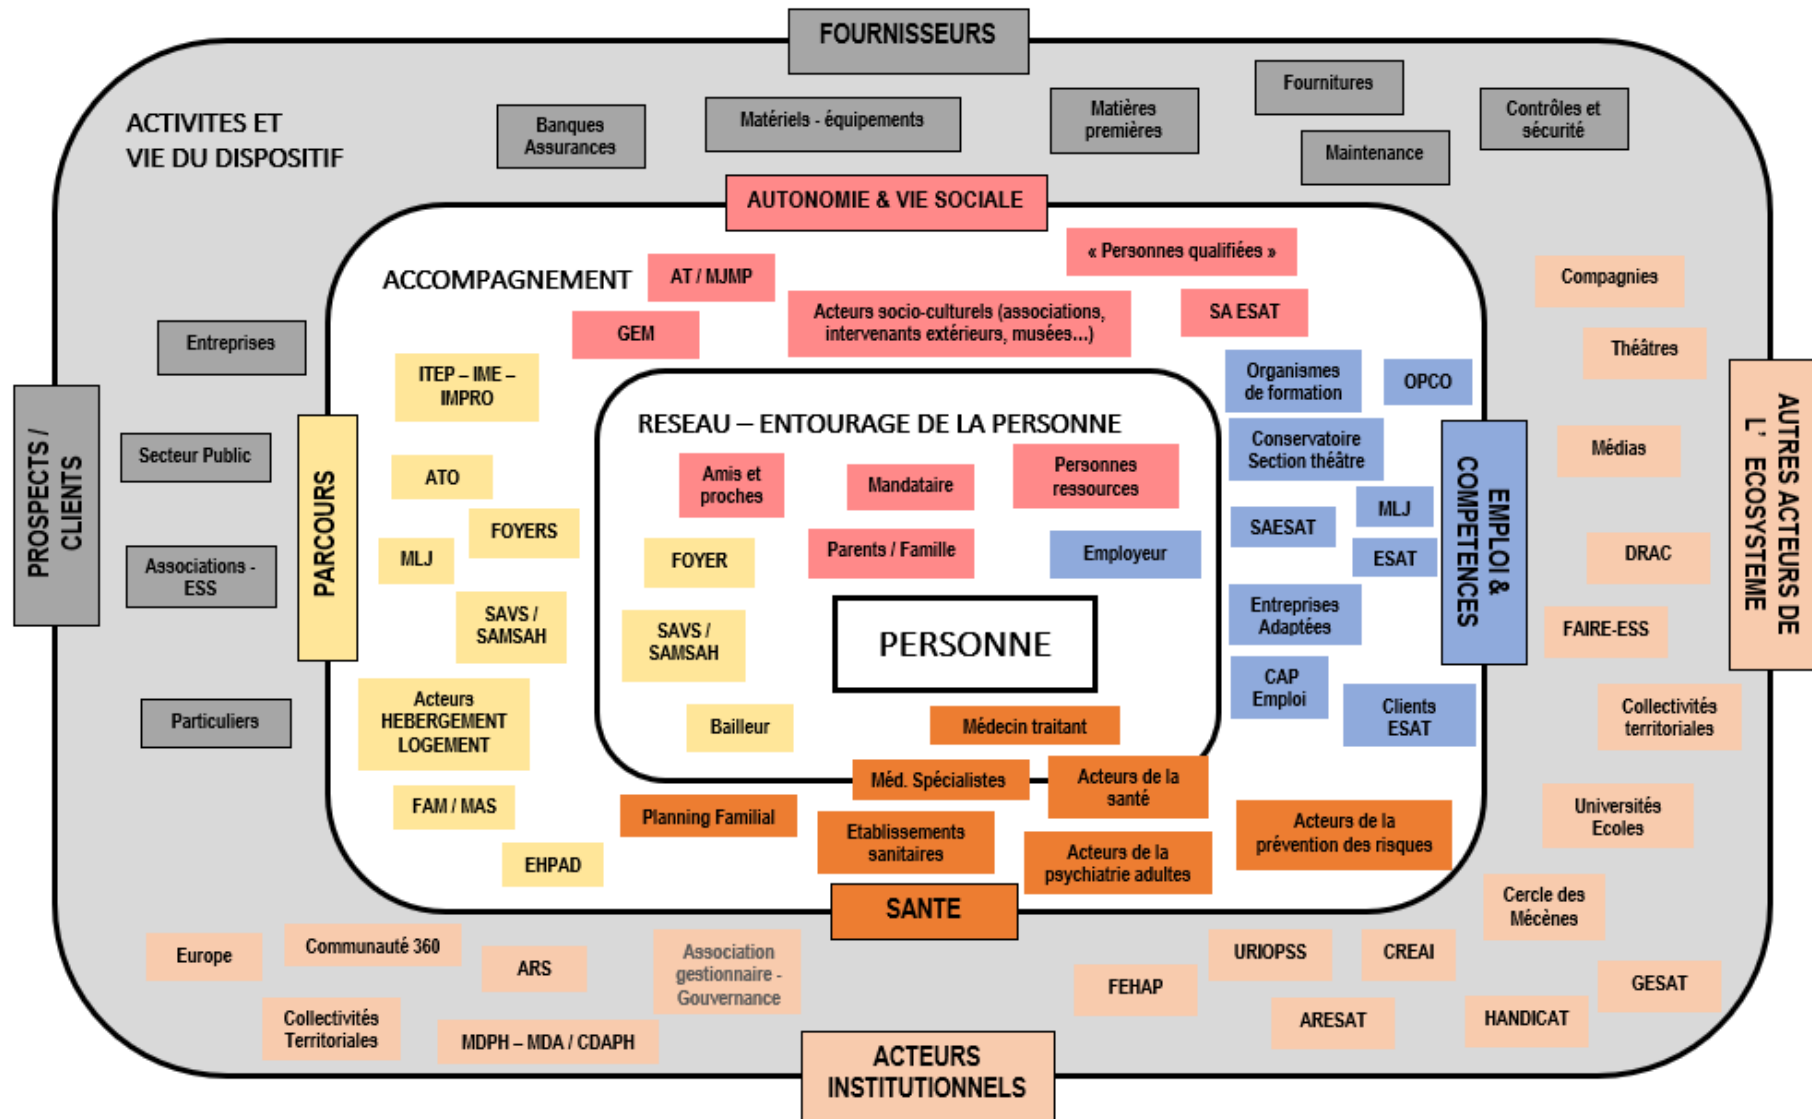 FOURNISSEURS
ACTIVITES ET
VIE DU DISPOSITIF
Banques
Assurances
Matériels - équipements
Matières
premières
Fournitures
Maintenance
Contrôles et
sécurité
AUTONOMIE & VIE SOCIALE
ACCOMPAGNEMENT
AT / MJMP
« Personnes qualifiées »
GEM
Acteurs socio-culturels (associations,
intervenants extérieurs, musées...)
SA ESAT
PROSPECTS /
CLIENTS
Entreprises
Secteur Public
Associations -
ESS
Particuliers
PARCOURS
ITEP – IME –
IMPRO
ATO
FOYERS
MLJ
SAVS /
SAMSAH
Acteurs
HEBERGEMENT
LOGEMENT
FAM / MAS
EHPAD
RESEAU – ENTOURAGE DE LA PERSONNE
Amis et
proches
Mandataire
Personnes
ressources
Parents / Famille
Employeur
FOYER
SAVS /
SAMSAH
Bailleur
PERSONNE
Médecin traitant
Méd. Spécialistes
Acteurs de la
santé
Planning Familial
Etablissements
sanitaires
Acteurs de la
psychiatrie adultes
Acteurs de la
prévention des risques
SANTE
Organismes
de formation
OPCO
Conservatoire
Section théâtre
MLJ
SAESAT
ESAT
Entreprises
Adaptées
CAP
Emploi
Clients
ESAT
EMPLOI &
COMPETENCES
Compagnies
Théâtres
Médias
DRAC
FAIRE-ESS
Collectivités
territoriales
Universités
Ecoles
Cercle des
Mécènes
AUTRES ACTEURS DE
L' ECOSYSTEME
Europe
Communauté 360
ARS
Association
gestionnaire -
Gouvernance
Collectivités
Territoriales
MDPH – MDA / CDAPH
FEHAP
URIOPSS
CREAI
GESAT
ARESAT
HANDICAT
ACTEURS
INSTITUTIONNELS